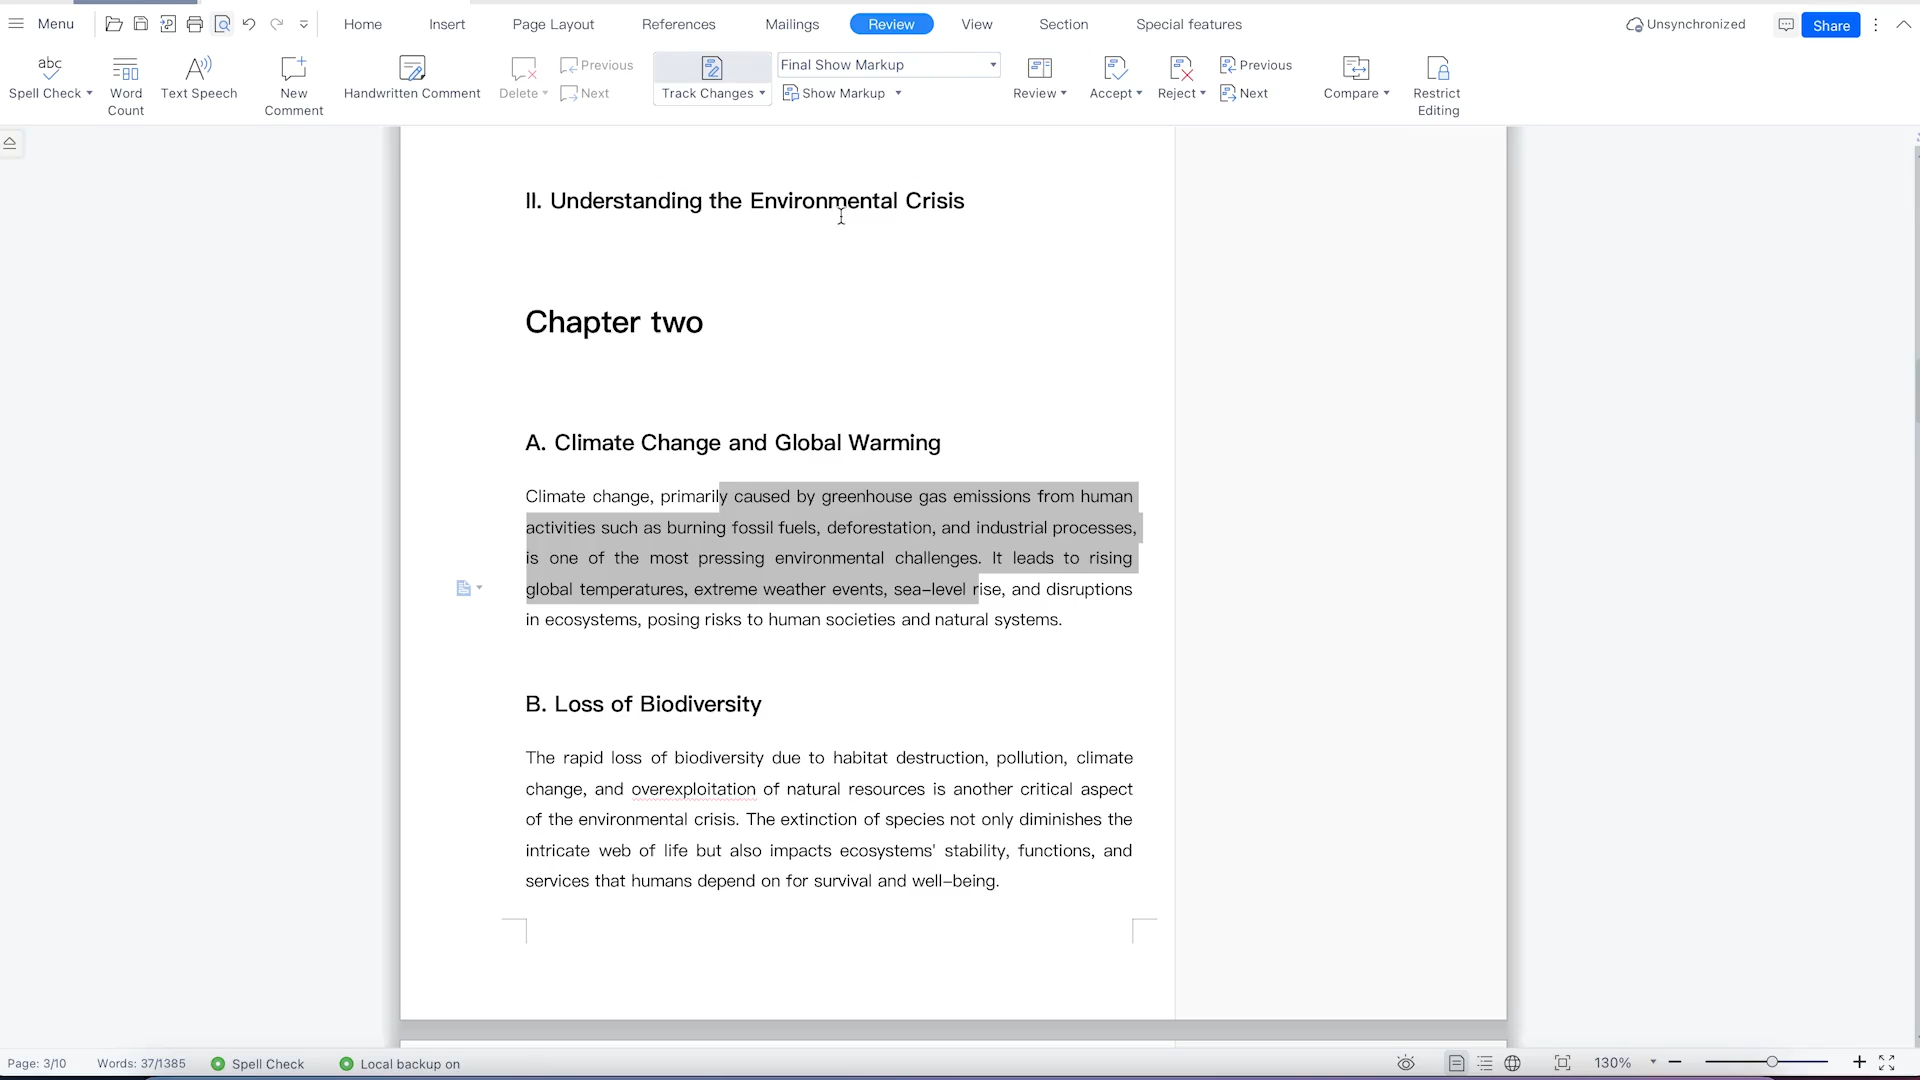 Menu
Home
Insert
Page Layout
References
Mailings
Review
View
Section
Special features
Unsynchronized
Share
abc
Spell Check
Word
Count
A
Text Speech
New
Comment
Handwritten Comment
Delete
Previous
Next
Track Changes
Final Show Markup
Show Markup
Review
Accept
Reject
Previous
Next
Compare
Restrict
Editing
II. Understanding the Environmental Crisis
Chapter two
A. Climate Change and Global Warming
Climate change, primarily caused by greenhouse gas emissions from human
activities such as burning fossil fuels, deforestation, and industrial processes,
is one of the most pressing environmental challenges. It leads to rising
global temperatures, extreme weather events, sea-level rise, and disruptions
in ecosystems, posing risks to human societies and natural systems.
B. Loss of Biodiversity
The rapid loss of biodiversity due to habitat destruction, pollution, climate
change, and overexploitation of natural resources is another critical aspect
of the environmental crisis. The extinction of species not only diminishes the
intricate web of life but also impacts ecosystems' stability, functions, and
services that humans depend on for survival and well-being.
Page: 3/10
Words: 37/1385
Spell Check
Local backup on
130%